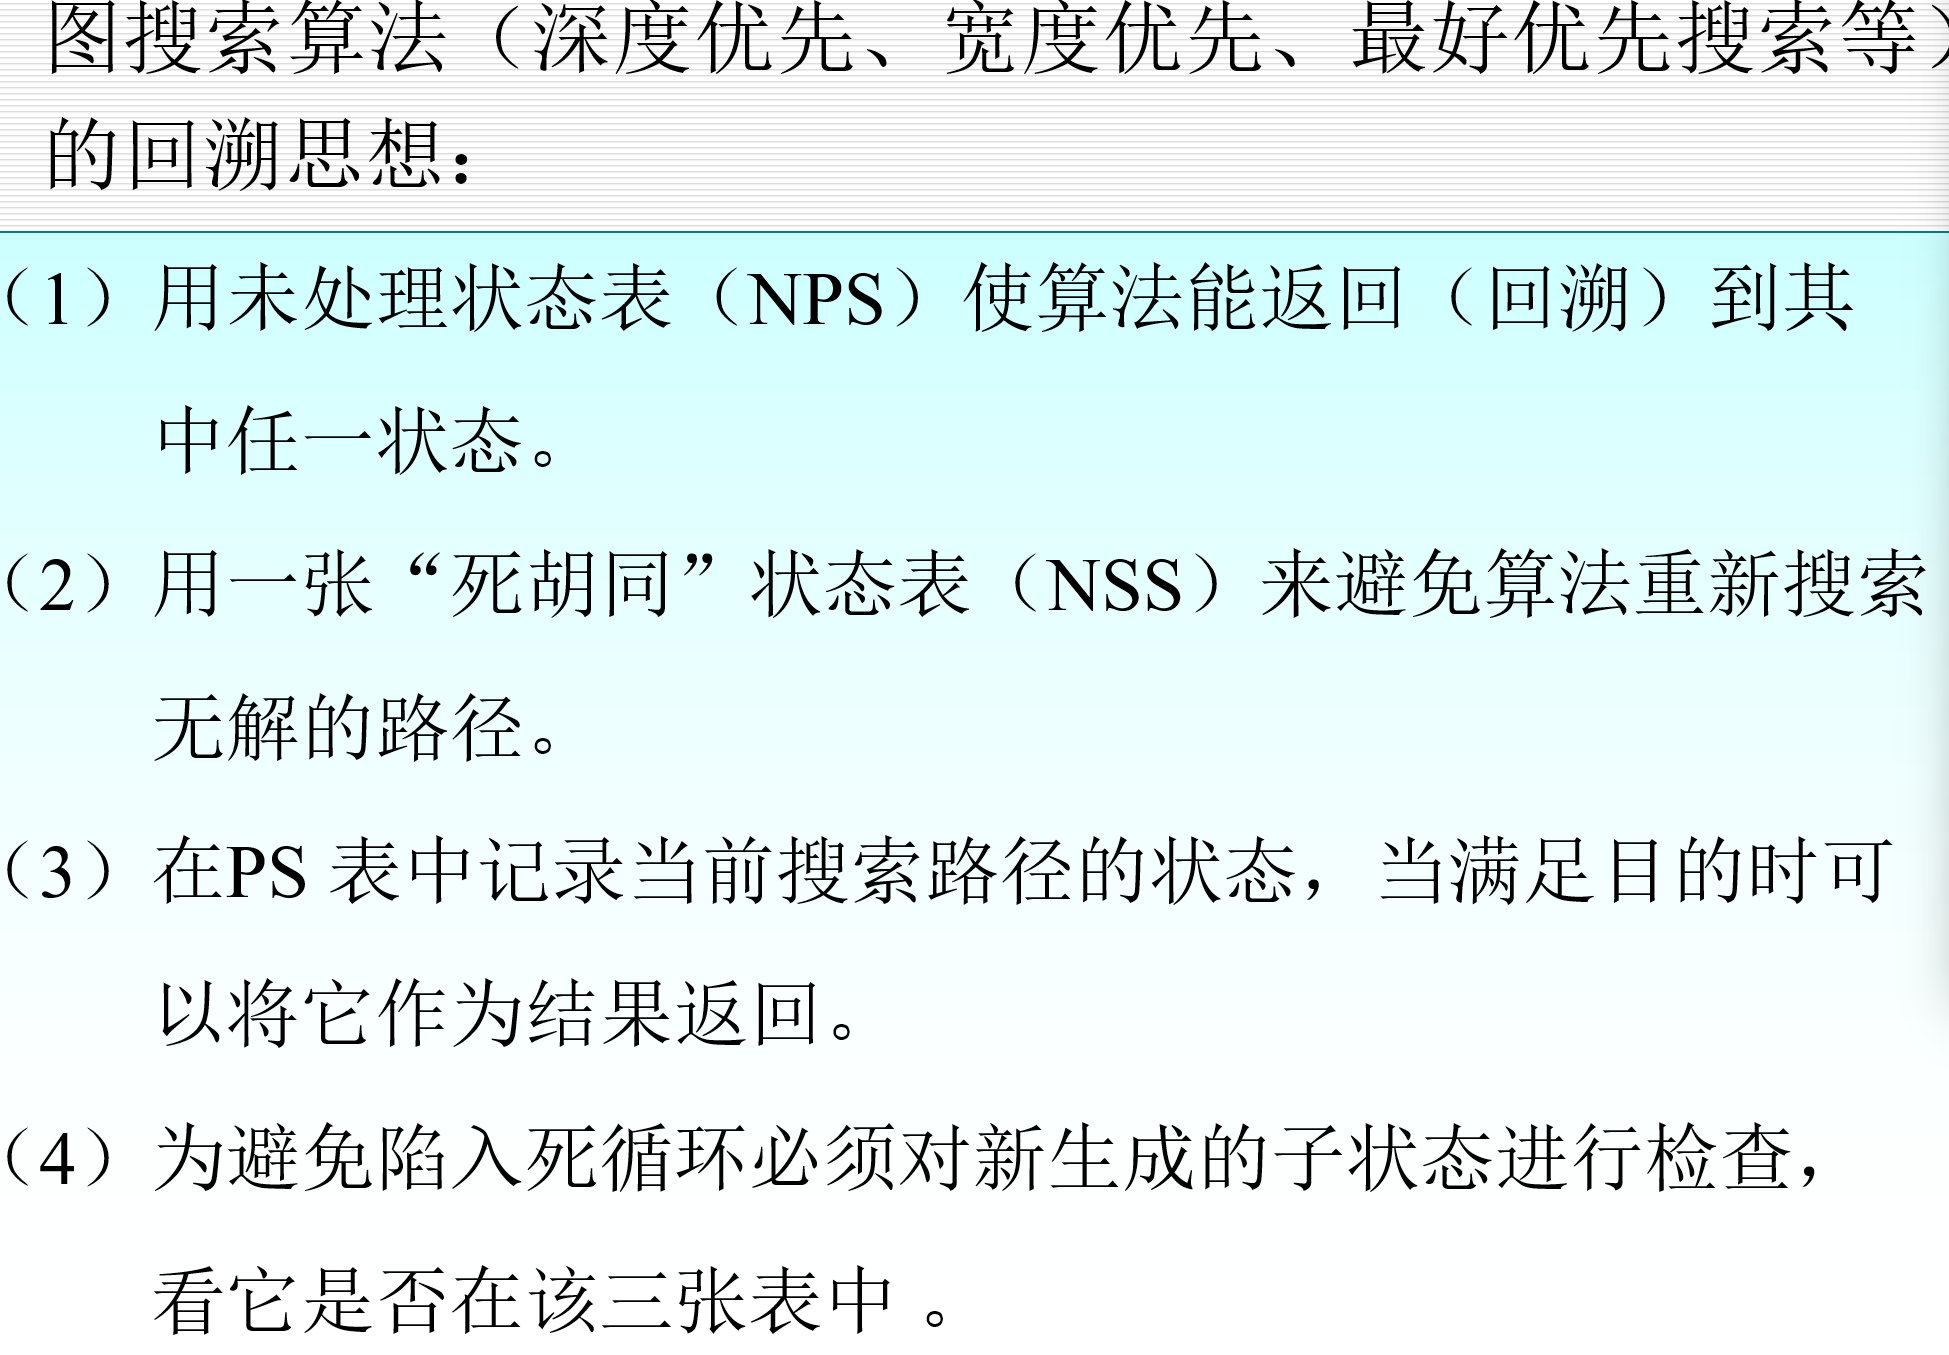 图搜索算法（深度优先、宽度优先、最好优先搜索等）
的回溯思想：
（1）用未处理状态表（NPS）使算法能返回（回溯）到其
中任一状态。
（2）用一张“死胡同”状态表（NSS）来避免算法重新搜索
无解的路径。
（3）在PS 表中记录当前搜索路径的状态，当满足目的时可
以将它作为结果返回。
（4）为避免陷入死循环必须对新生成的子状态进行检查，
看它是否在该三张表中 。